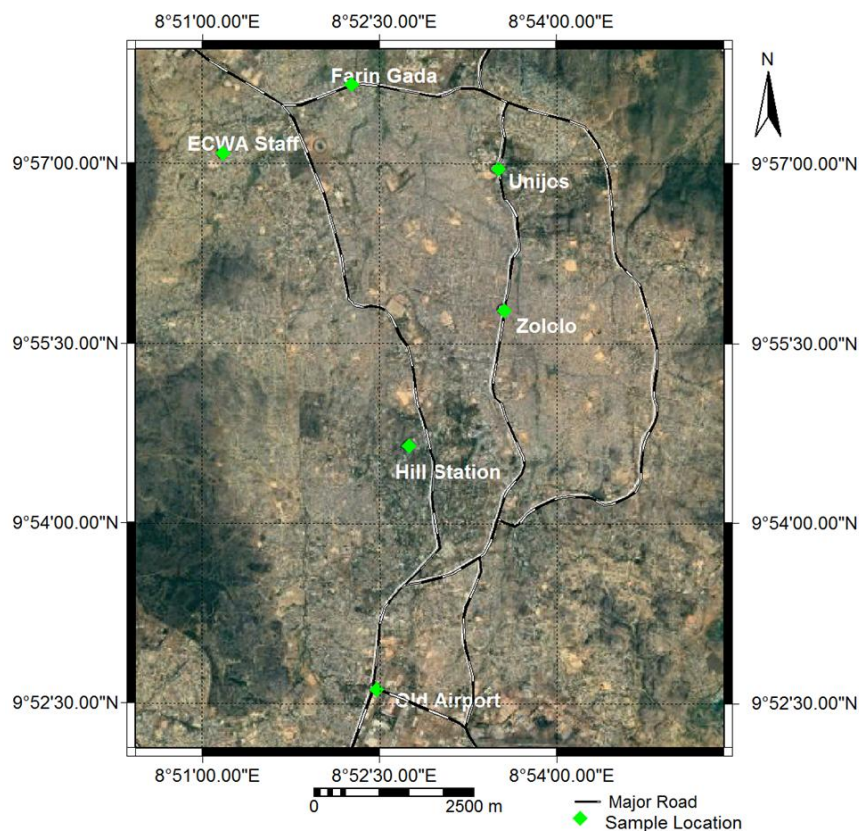 8°51'00.00"E 8°52'30.00"E 8°54'00.00"E
N
Farin Gada
ECWA Staff
9°57'00.00"N 9°57'00.00"N
Unijos
Zololo
9°55'30.00"N 9°55'30.00"N
Hill Station
9°54'00.00"N 9°54'00.00"N
Old Airport
9°52'30.00"N 9°52'30.00"N
8°51'00.00"E 8°52'30.00"E 8°54'00.00"E
0 2500 m
Major Road
Sample Location